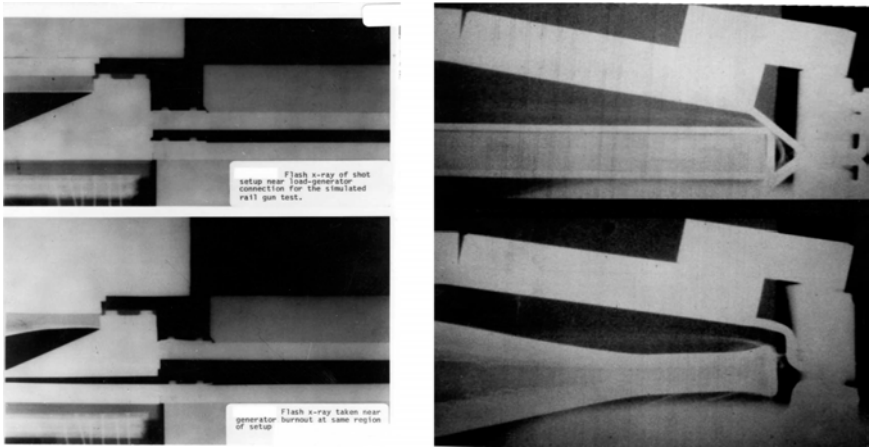 Flash x-ray of shot
setup near load-generator
connection for the simulated
rail gun test.
Flash x-ray taken near
generator burnout at same region
of setup